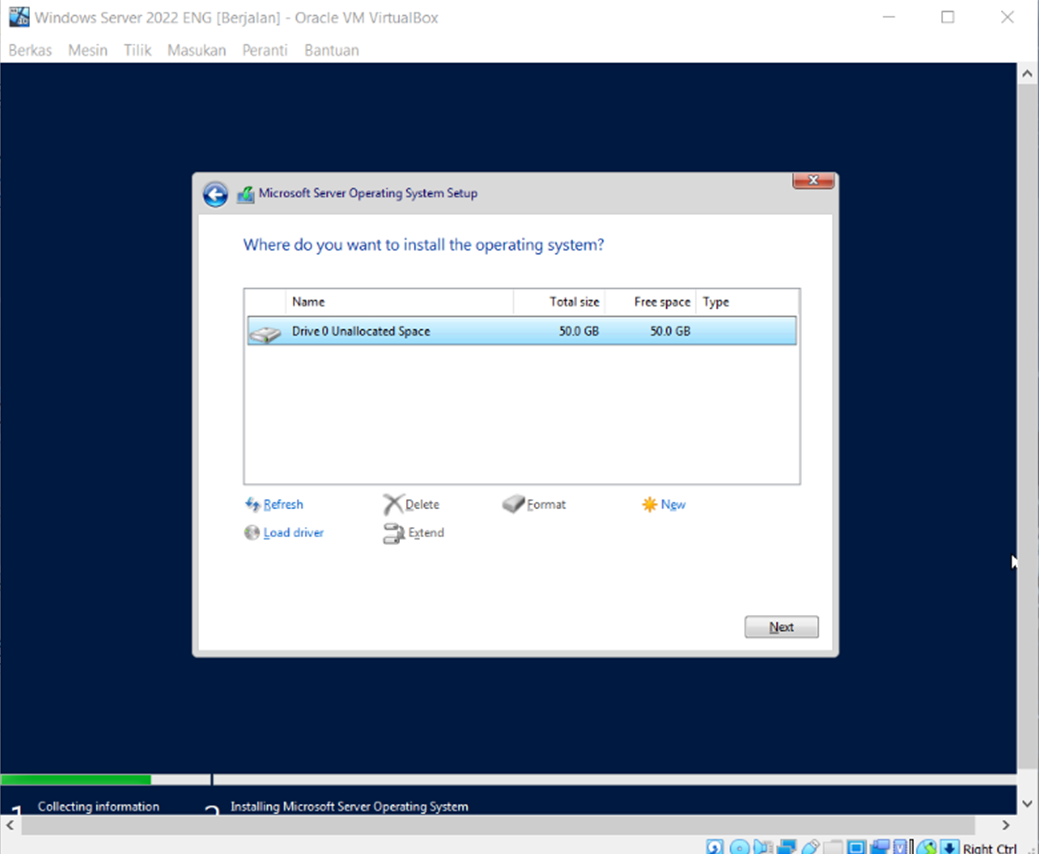 Windows Server 2022 ENG [Berjalan] - Oracle VM VirtualBox
Berkas Mesin Tilik Masukan Peranti Bantuan
Microsoft Server Operating System Setup
Where do you want to install the operating system?
Name Total size Free space Type
Drive 0 Unallocated Space 50.0 GB 50.0 GB
Refresh Delete Format New
Load driver Extend
Next
1 Collecting information 2 Installing Microsoft Server Operating System
Right Ctrl